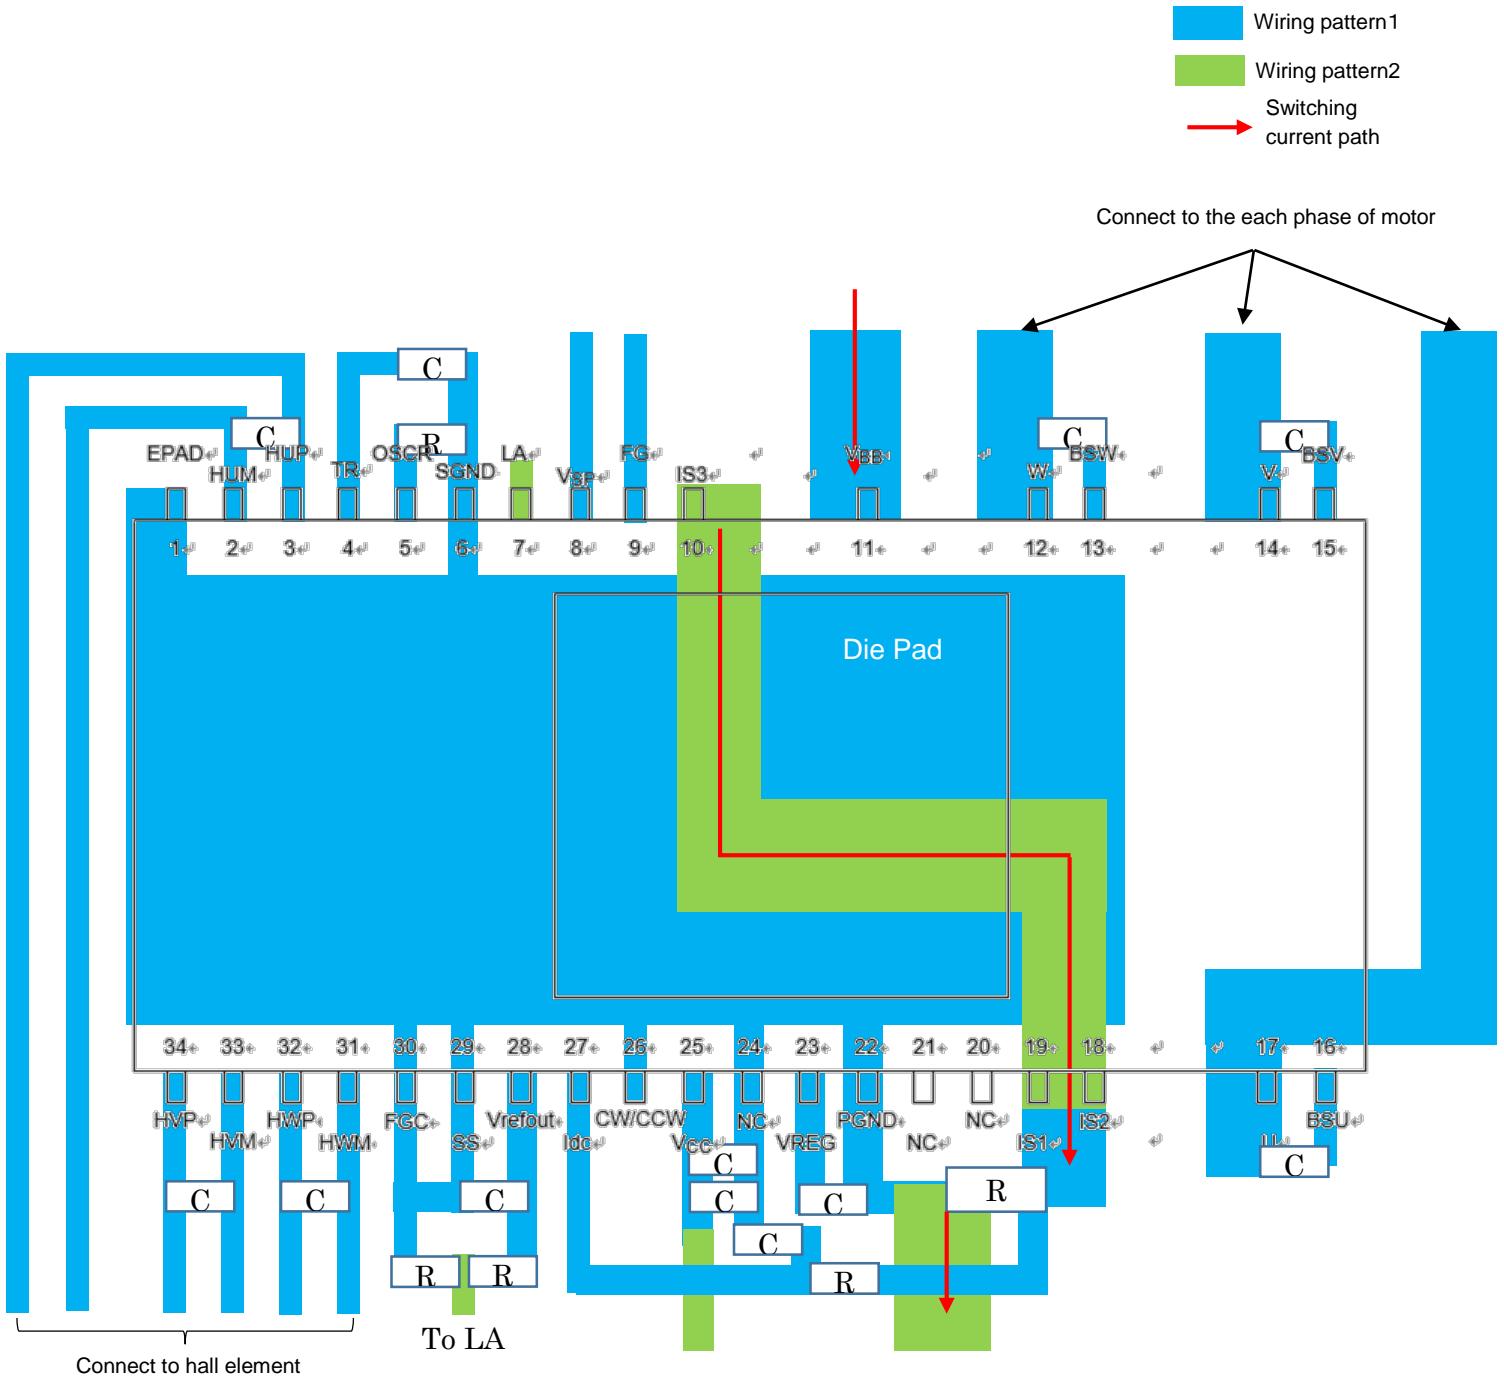 Wiring pattern1
Wiring pattern2
Switching
current path
Connect to the each phase of motor
C
C
R
C
C
EPAD
HUP
OSCR
LA
FG
BSW
BSV
HUM
TR
SGND
VSP
IS3
VBB
W
V
1 2 3 4 5 6 7 8 9 10 11 12 13 14 15
Die Pad
34 33 32 31 30 29 28 27 26 25 24 23 22 21 20 19 18 17 16
HVP
HWP
FGC
Vrefout
CW/CCW
NC
PGND
NC
IS2
BSU
HVM
HWM
SS
Idc
VCC
VREG
NC
IS1
U
C
C
C
C
C
C
C
R
C
R
R
R
To LA
Connect to hall element